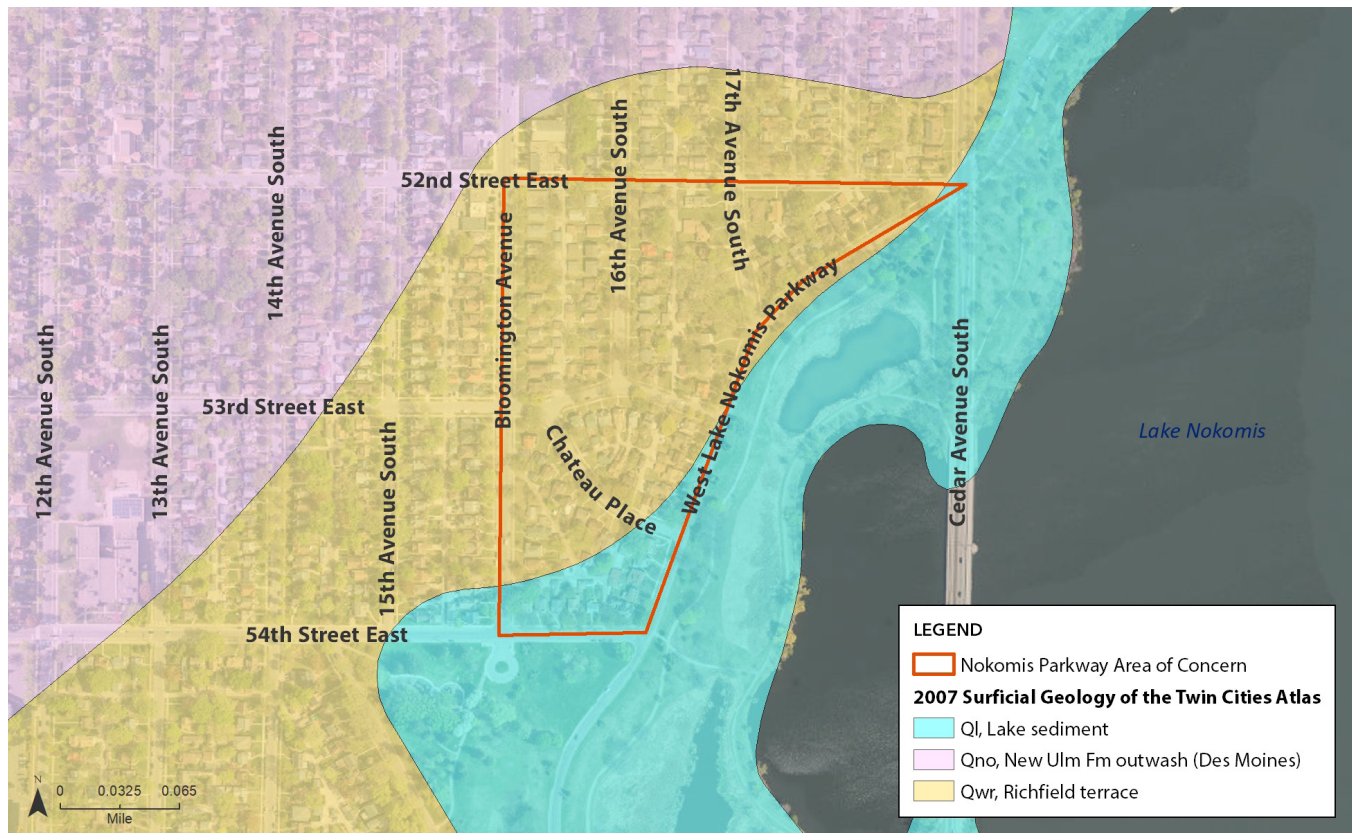 17th Avenue South
16th Avenue South
14th Avenue South
52nd Street East
Bloomington Avenue
West Lake Nokomis Parkway
12th Avenue South
13th Avenue South
53rd Street East
Cedar Avenue South
15th Avenue South
Chateau Place
Lake Nokomis
54th Street East
LEGEND
Nokomis Parkway Area of Concern
2007 Surficial Geology of the Twin Cities Atlas
Ql, Lake sediment
Qno, New Ulm Fm outwash (Des Moines)
Qwr, Richfield terrace
N
0 0.0325 0.065
Mile